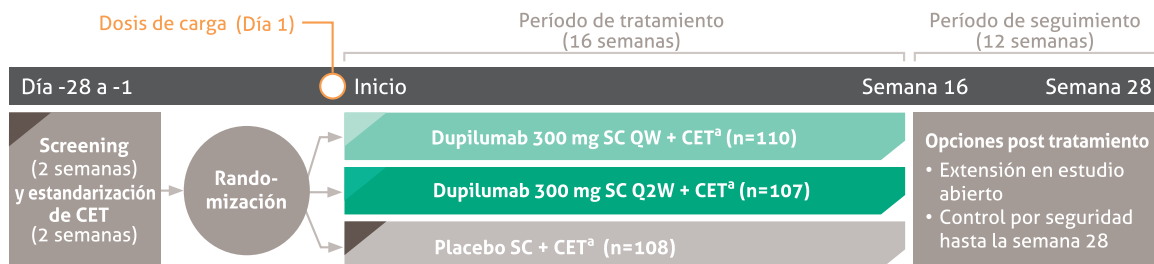 Dosis de carga (Día 1)
Período de tratamiento
(16 semanas)
Período de seguimiento
(12 semanas)
Día -28 a -1
Inicio
Semana 16
Semana 28
Screening
(2 semanas)
y estandarización
de CET
(2 semanas)
Rando-
mización
Dupilumab 300 mg SC QW + CETª (n=110)
Dupilumab 300 mg SC Q2W + CETª (n=107)
Placebo SC + CETª (n=108)
Opciones post tratamiento
• Extensión en estudio
abierto
• Control por seguridad
hasta la semana 28